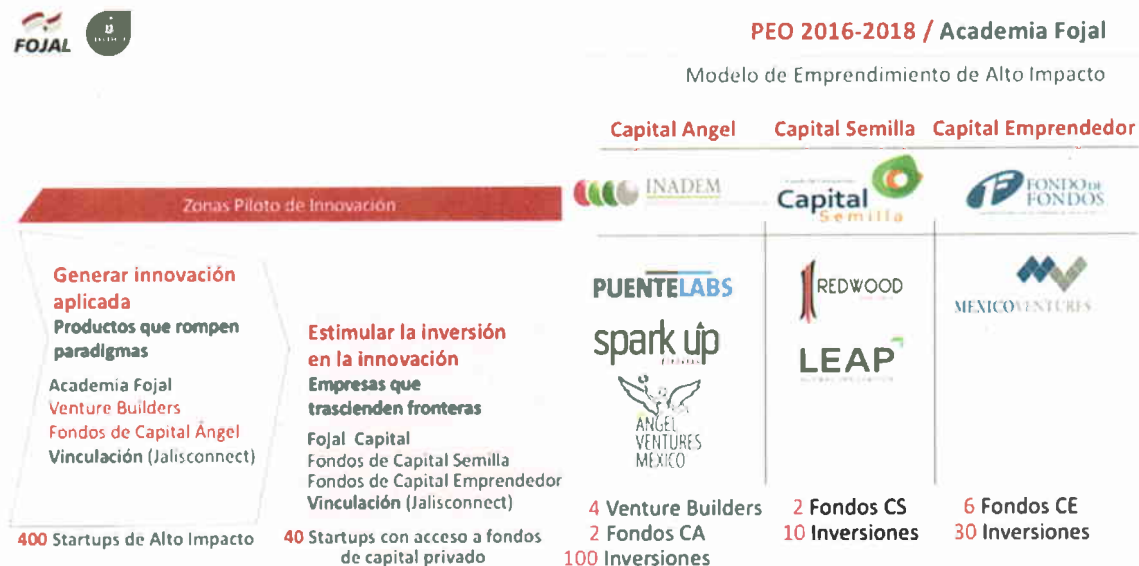 FOJAL
PEO 2016-2018 / Academia Fojal
Modelo de Emprendimiento de Alto Impacto
Capital Angel
Capital Semilla
Capital Emprendedor
INADEM
Capital
Semilla
FONDO DE
FONDOS
Zonas Piloto de Innovación
Generar innovación
aplicada
Productos que rompen
paradigmas
Academia Fojal
Venture Builders
Fondos de Capital Ángel
Vinculación (Jalisconnect)
400 Startups de Alto Impacto
Estimular la inversión
en la innovación
Empresas que
trascienden fronteras
Fojal Capital
Fondos de Capital Semilla
Fondos de Capital Emprendedor
Vinculación (Jalisconnect)
40 Startups con acceso a fondos
de capital privado
PUENTELABS
spark up
ANGEL
VENTURES
MEXICO
4 Venture Builders
2 Fondos CA
100 Inversiones
REDWOOD
LEAP
2 Fondos CS
10 Inversiones
MEXICOVENTURES
6 Fondos CE
30 Inversiones